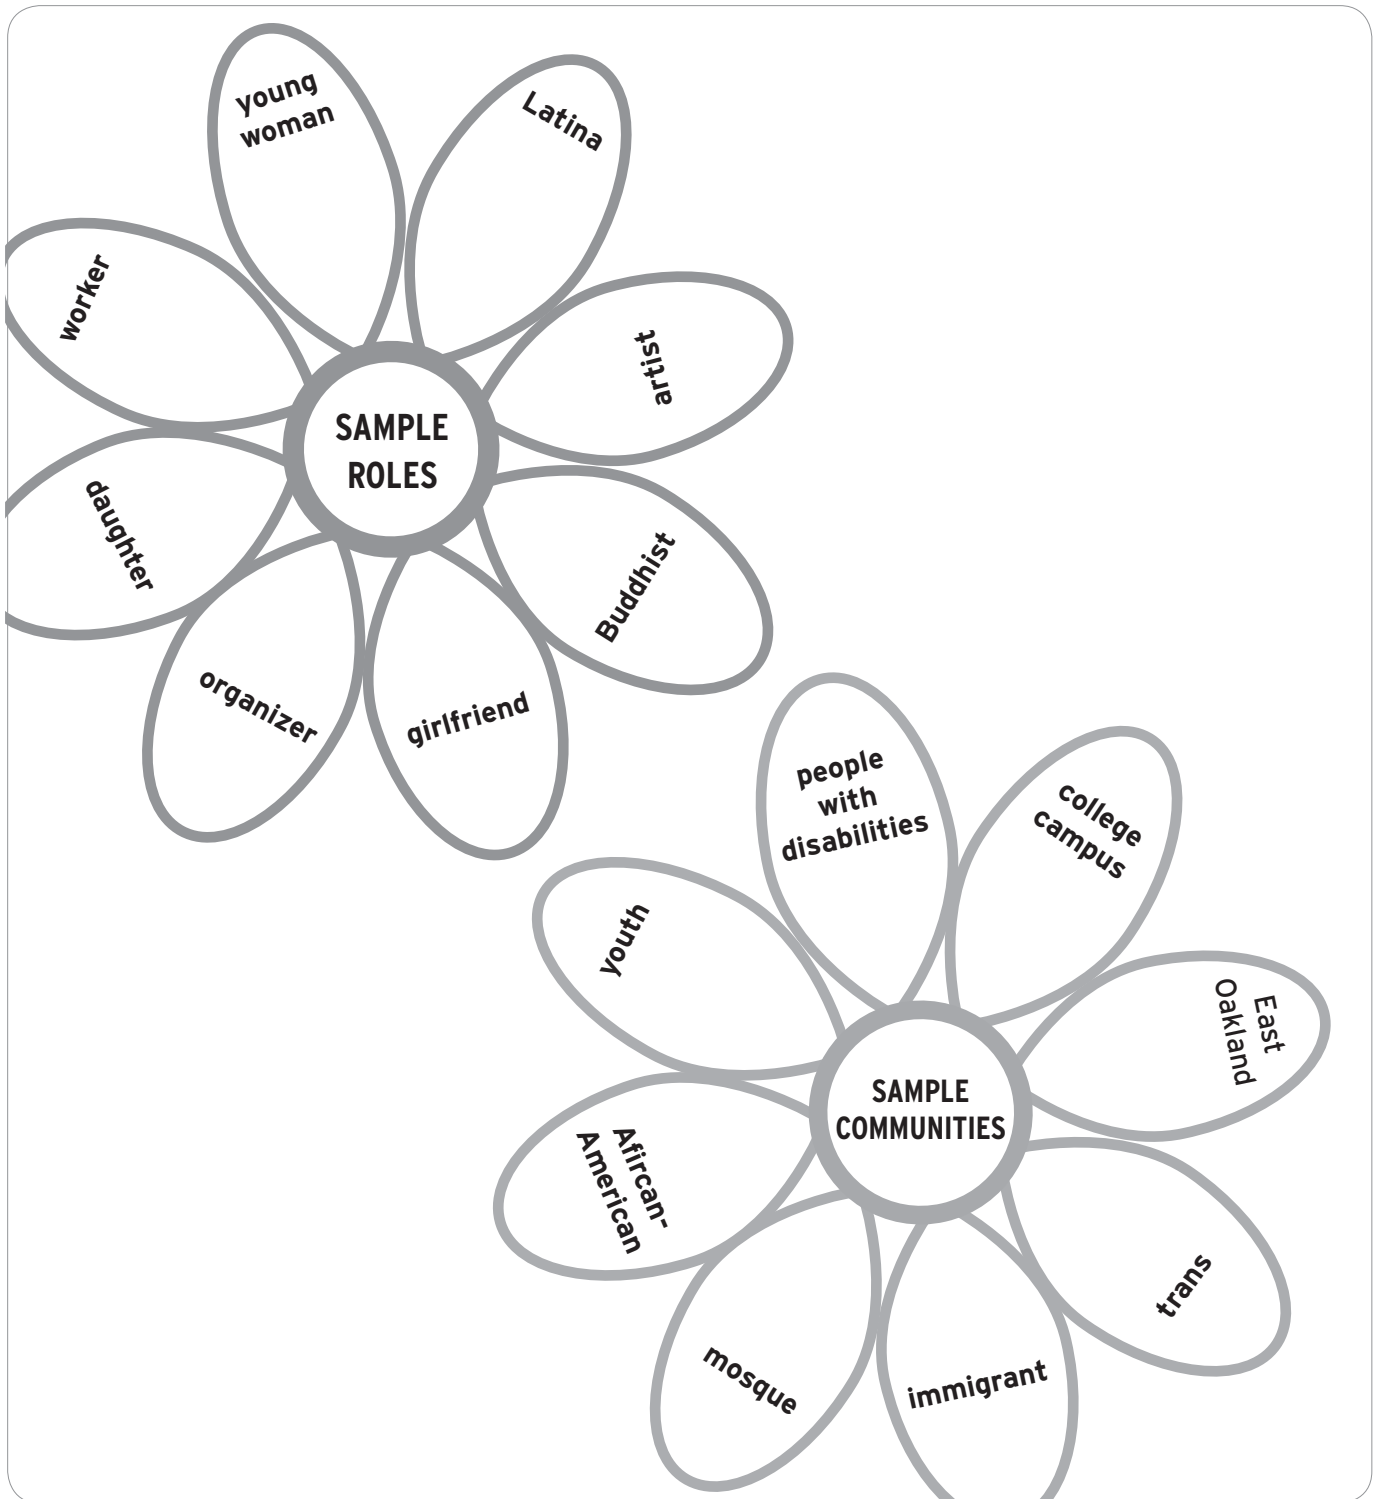 young
woman
Latina
artist
Buddhist
girlfriend
organizer
daughter
worker
SAMPLE
ROLES
people
with
disabilities
college
campus
East
Oakland
trans
immigrant
mosque
Afircan-
American
youth
SAMPLE
COMMUNITIES